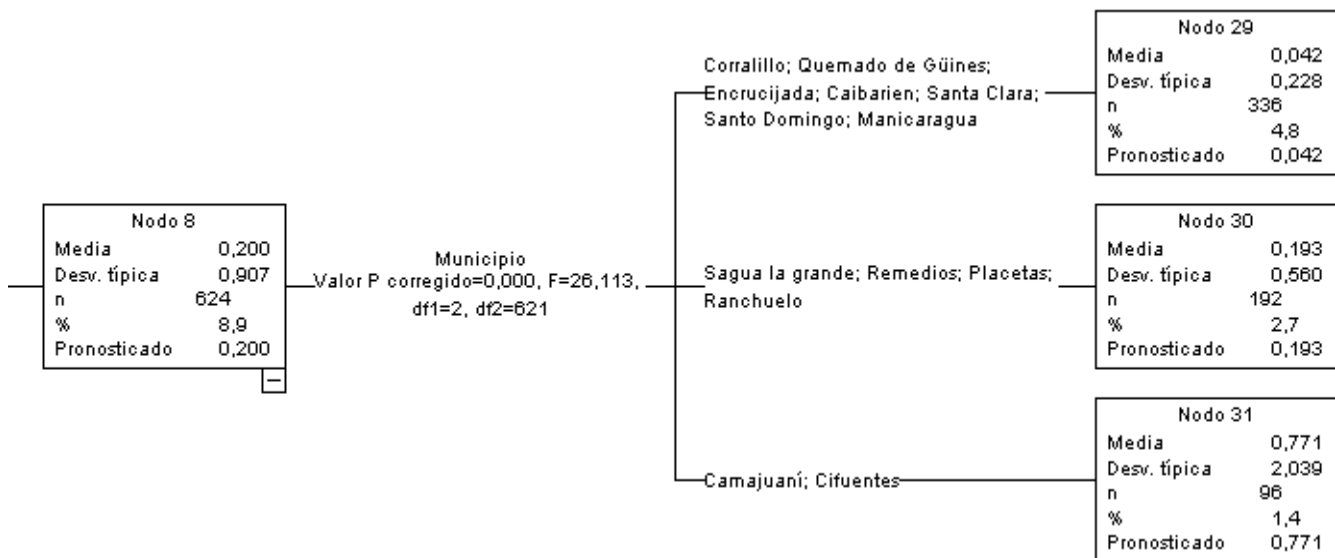 Nodo 8
Media 0,200
Desv. típica 0,907
n 624
% 8,9
Pronosticado 0,200
Municipio
Valor P corregido=0,000, F=26,113,
df1=2, df2=621
Corralillo; Quemado de Güines;
Encrucijada; Caibarien; Santa Clara;
Santo Domingo; Manicaragua
Nodo 29
Media 0,042
Desv. típica 0,228
n 336
% 4,8
Pronosticado 0,042
Sagua la grande; Remedios; Placetas;
Ranchuelo
Nodo 30
Media 0,193
Desv. típica 0,560
n 192
% 2,7
Pronosticado 0,193
Camajuaní; Cifuentes
Nodo 31
Media 0,771
Desv. típica 2,039
n 96
% 1,4
Pronosticado 0,771